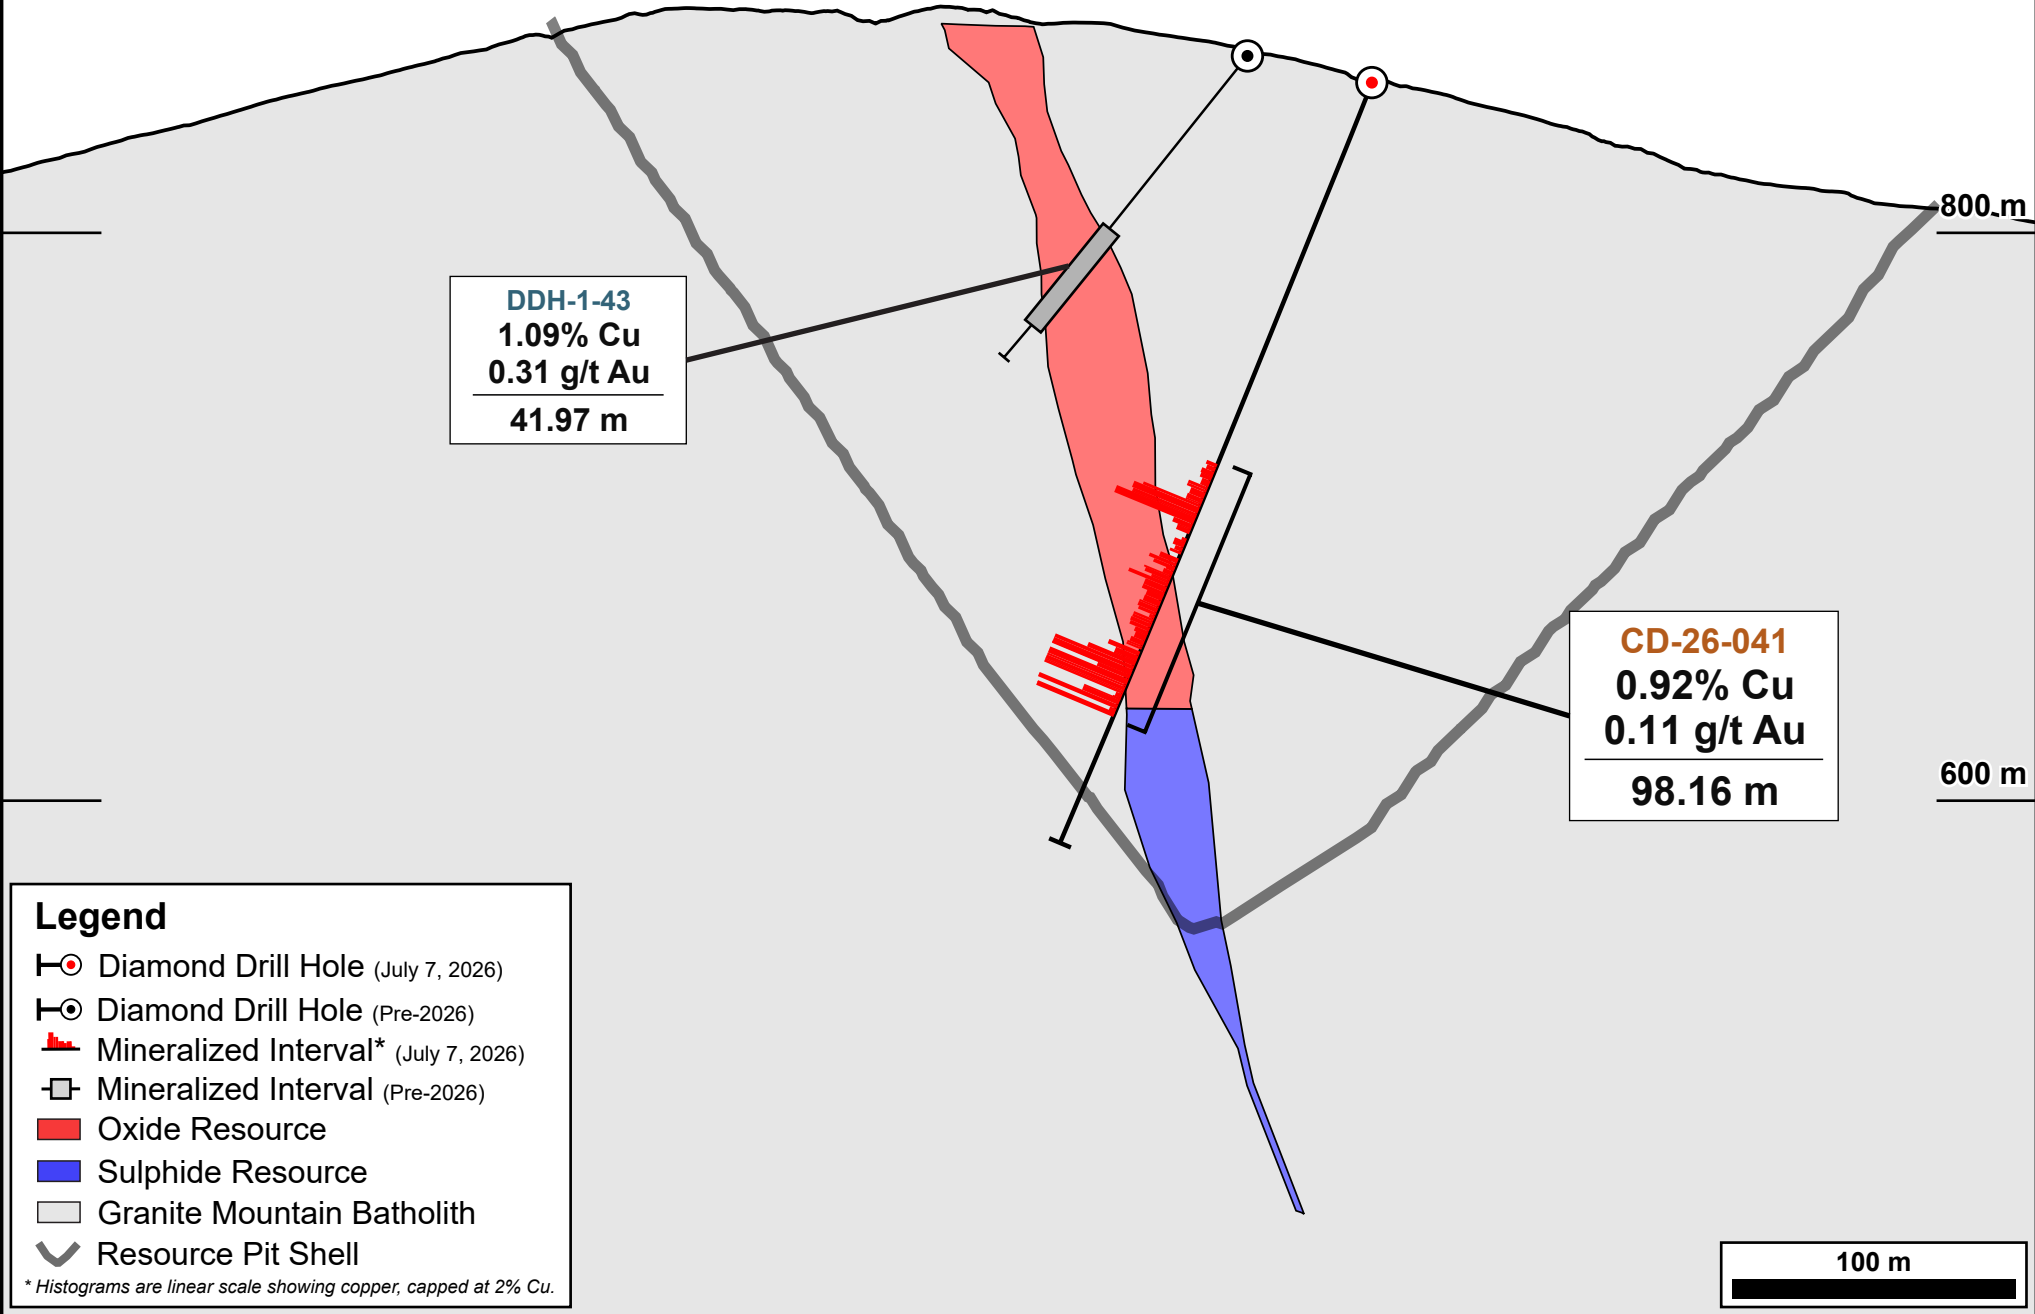 800 m
DDH-1-43
1.09% Cu
0.31 g/t Au
41.97 m
CD-26-041
0.92% Cu
0.11 g/t Au
98.16 m
600 m
Legend
Diamond Drill Hole (July 7, 2026)
Diamond Drill Hole (Pre-2026)
Mineralized Interval* (July 7, 2026)
Mineralized Interval (Pre-2026)
Oxide Resource
Sulphide Resource
Granite Mountain Batholith
Resource Pit Shell
* Histograms are linear scale showing copper, capped at 2% Cu.
100 m